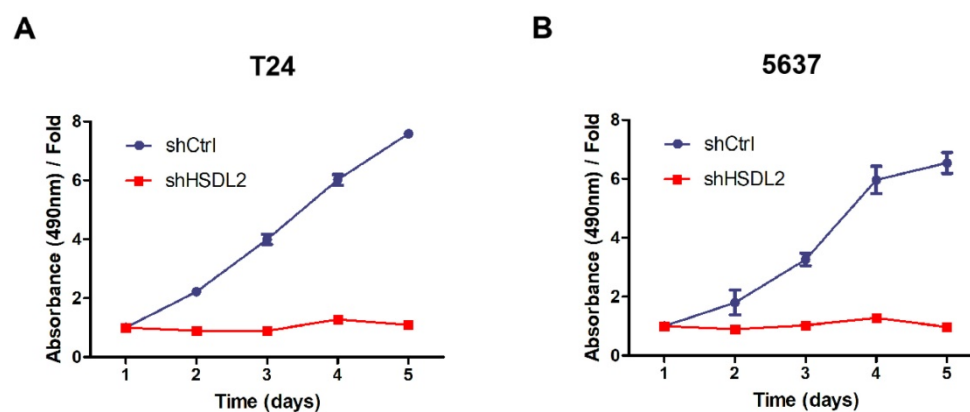 A
T24
Absorbance (490nm) / Fold
8
6
4
2
0
shCtrl
shHSDL2
1 2 3 4 5
Time (days)
B
5637
Absorbance (490nm) / Fold
8
6
4
2
0
shCtrl
shHSDL2
1 2 3 4 5
Time (days)